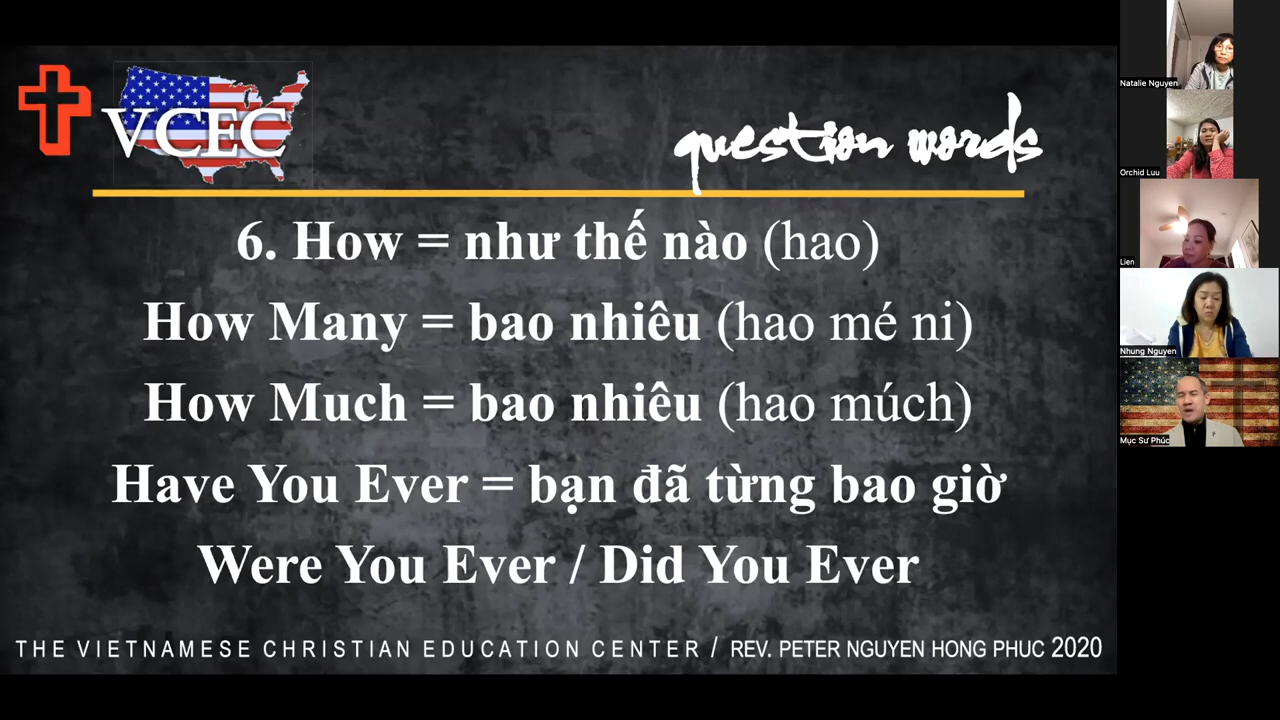 VCEC
question words
6. How = như thế nào (hao)
How Many = bao nhiêu (hao mé ni)
How Much = bao nhiêu (hao múch)
Have You Ever = bạn đã từng bao giờ
Were You Ever / Did You Ever
THE VIETNAMESE CHRISTIAN EDUCATION CENTER / REV. PETER NGUYEN HONG PHUC 2020
Natalie Nguyen
Orchid Luu
Lien
Nhung Nguyen
Mục Sư Phúc